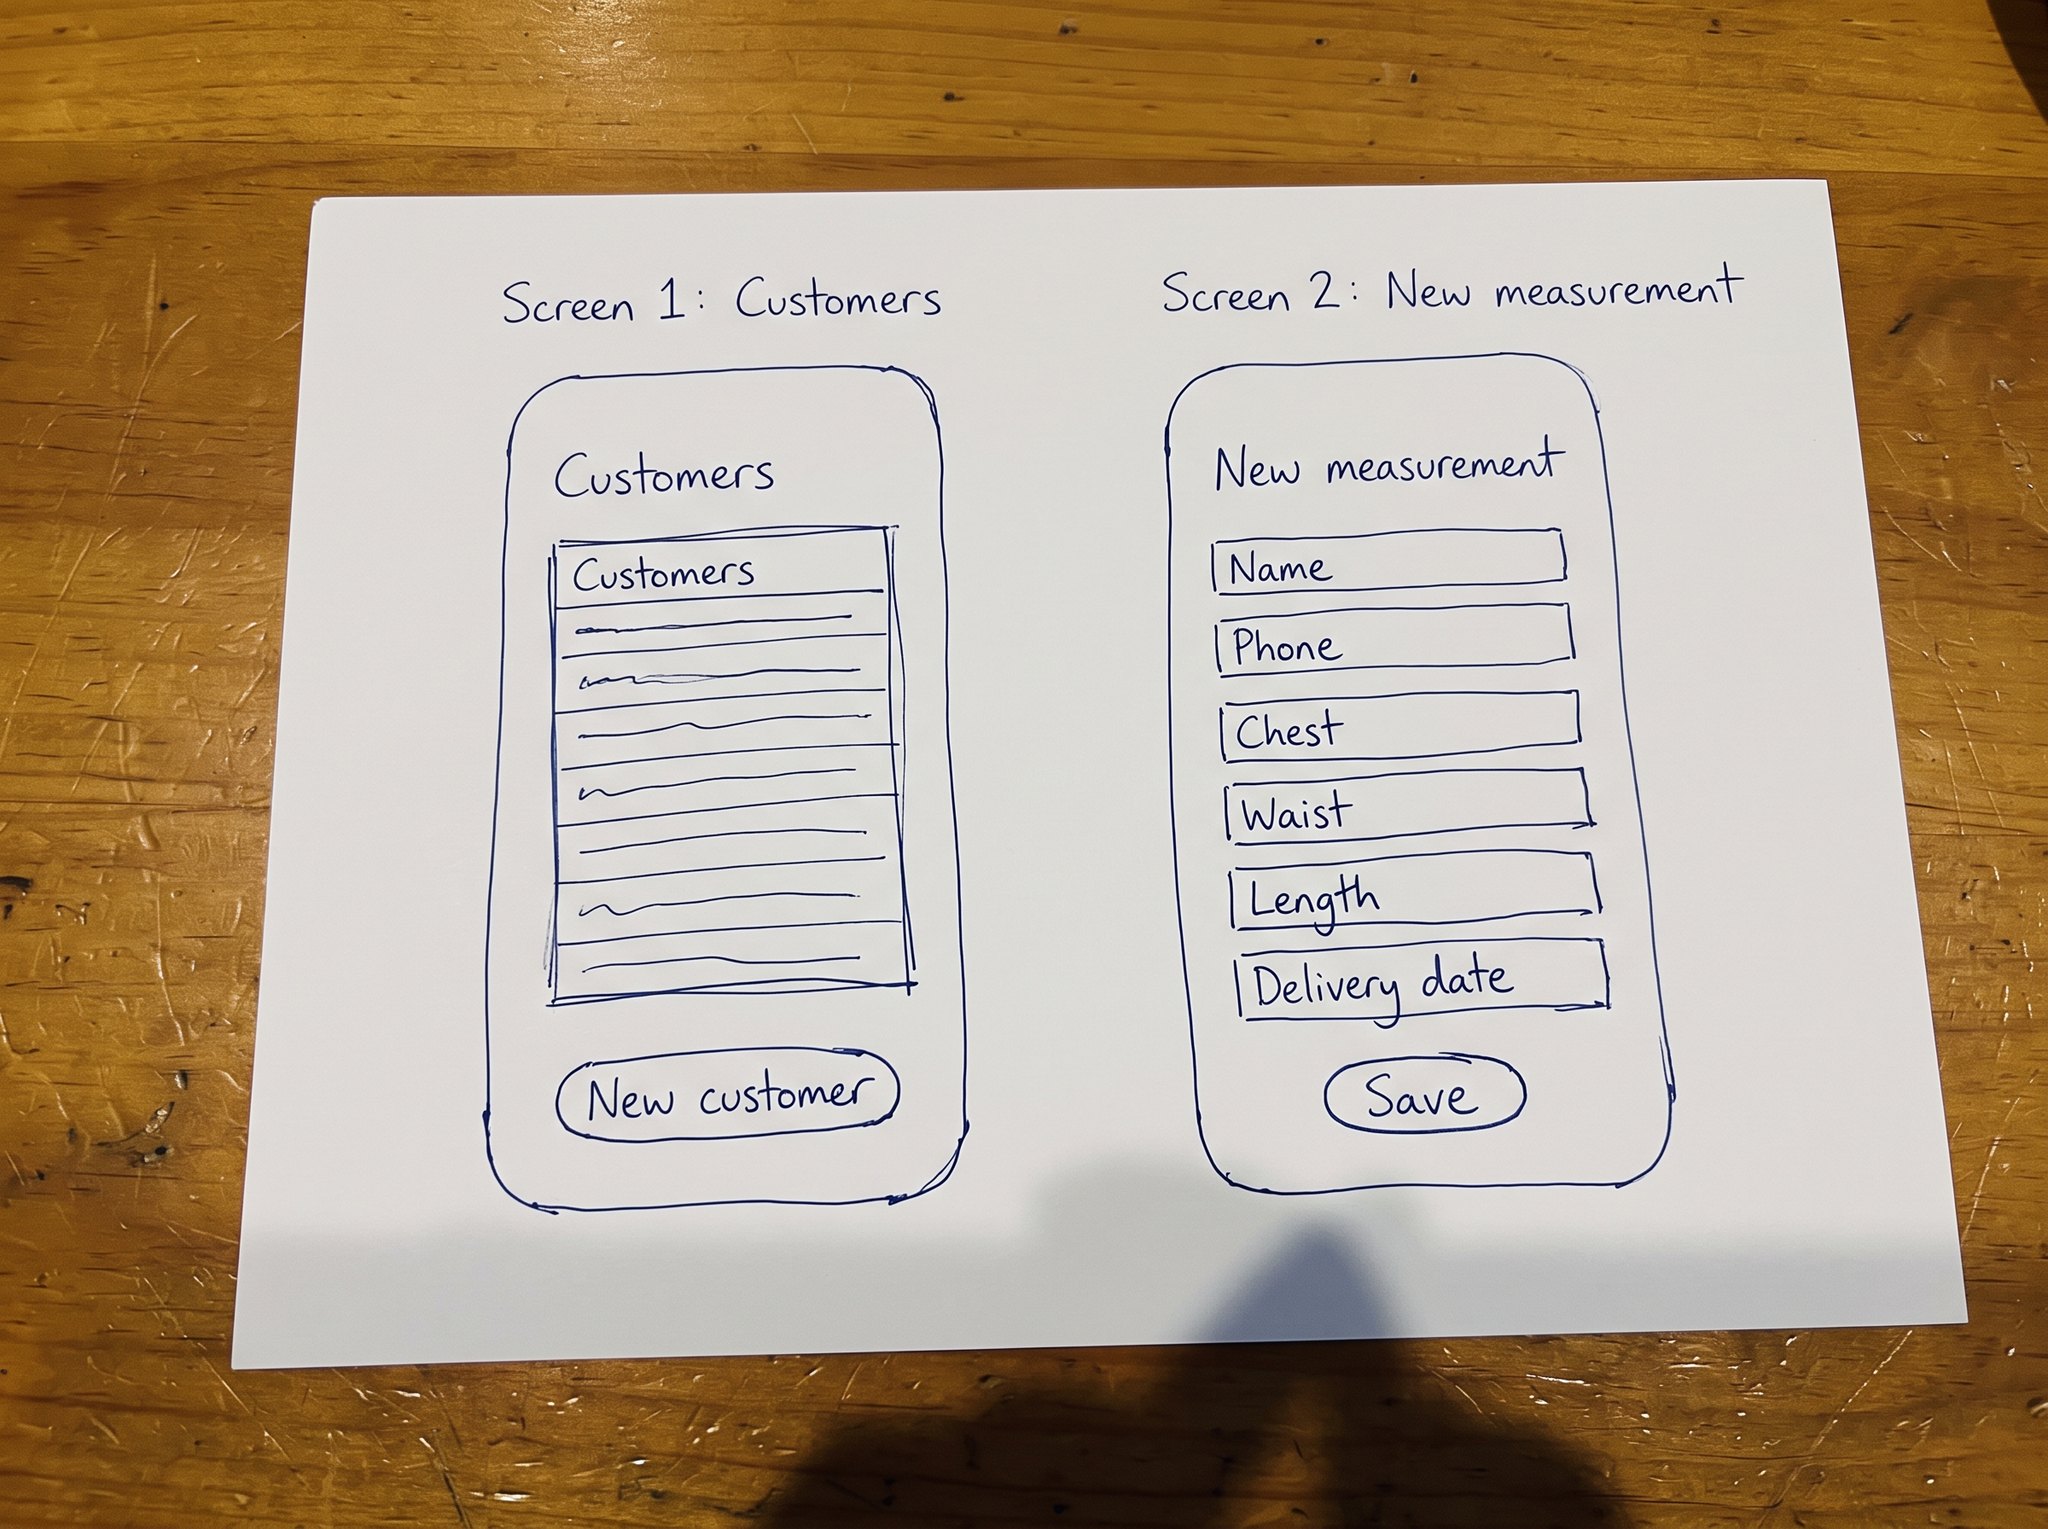 Screen 1: Customers
Customers
Customers
New customer
Screen 2: New measurement
New measurement
Name
Phone
Chest
Waist
Length
Delivery date
Save